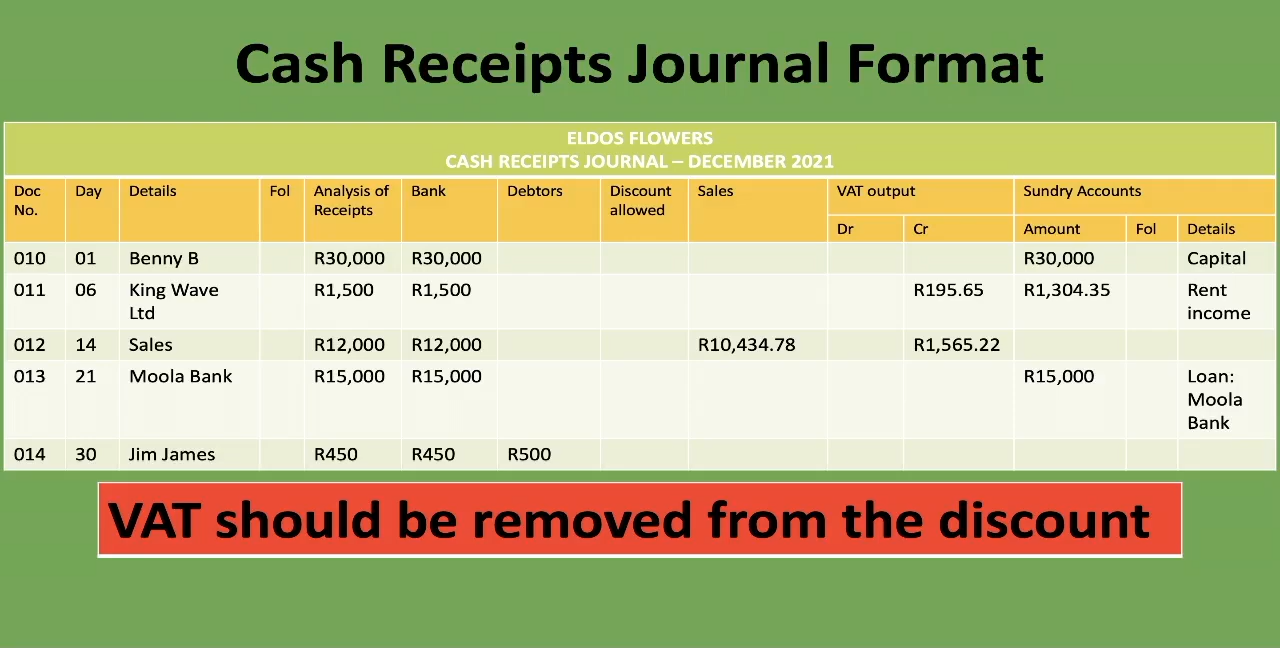 Cash Receipts Journal Format
ELDOS FLOWERS
CASH RECEIPTS JOURNAL – DECEMBER 2021
Doc No. Day Details Fol Analysis of Receipts Bank Debtors Discount allowed Sales VAT output Sundry Accounts
Dr Cr Amount Fol Details
010 01 Benny B R30,000 R30,000 R30,000 Capital
011 06 King Wave Ltd R1,500 R1,500 R195.65 R1,304.35 Rent income
012 14 Sales R12,000 R12,000 R10,434.78 R1,565.22
013 21 Moola Bank R15,000 R15,000 R15,000 Loan: Moola Bank
014 30 Jim James R450 R450 R500
VAT should be removed from the discount